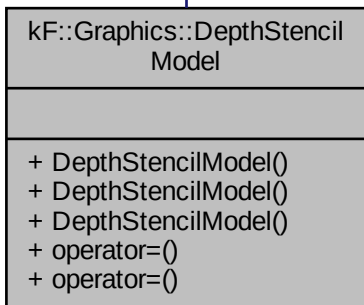 kF::Graphics::DepthStencil
Model
+ DepthStencilModel()
+ DepthStencilModel()
+ DepthStencilModel()
+ operator=()
+ operator=()